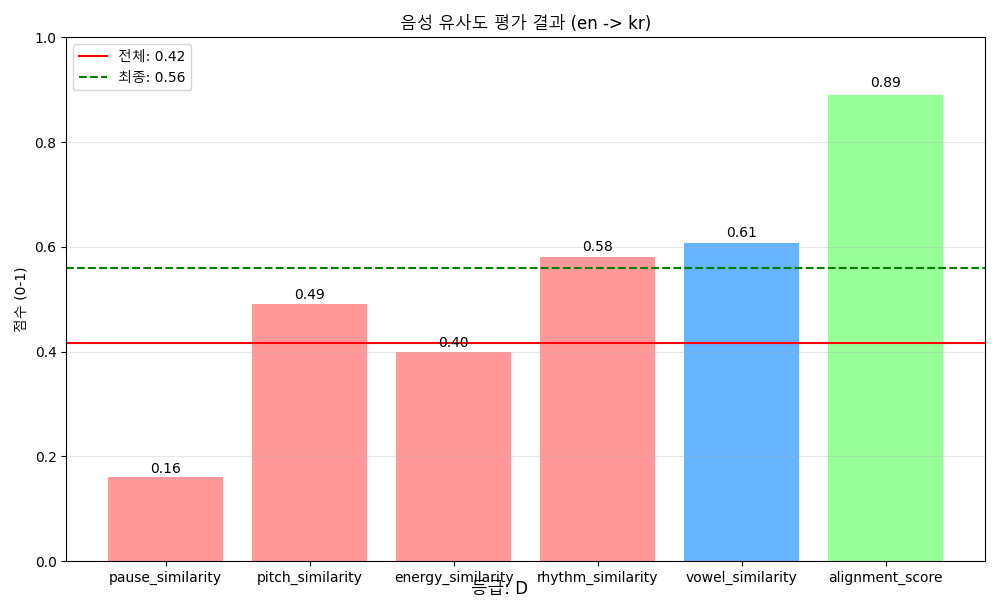 음성 유사도 평가 결과 (en -> kr)
전체: 0.42
최종: 0.56
점수 (0-1)
1.0
0.8
0.6
0.4
0.2
0.0
0.16
0.49
0.40
0.58
0.61
0.89
pause_similarity pitch_similarity energy_similarity rhythm_similarity vowel_similarity alignment_score
등급: D